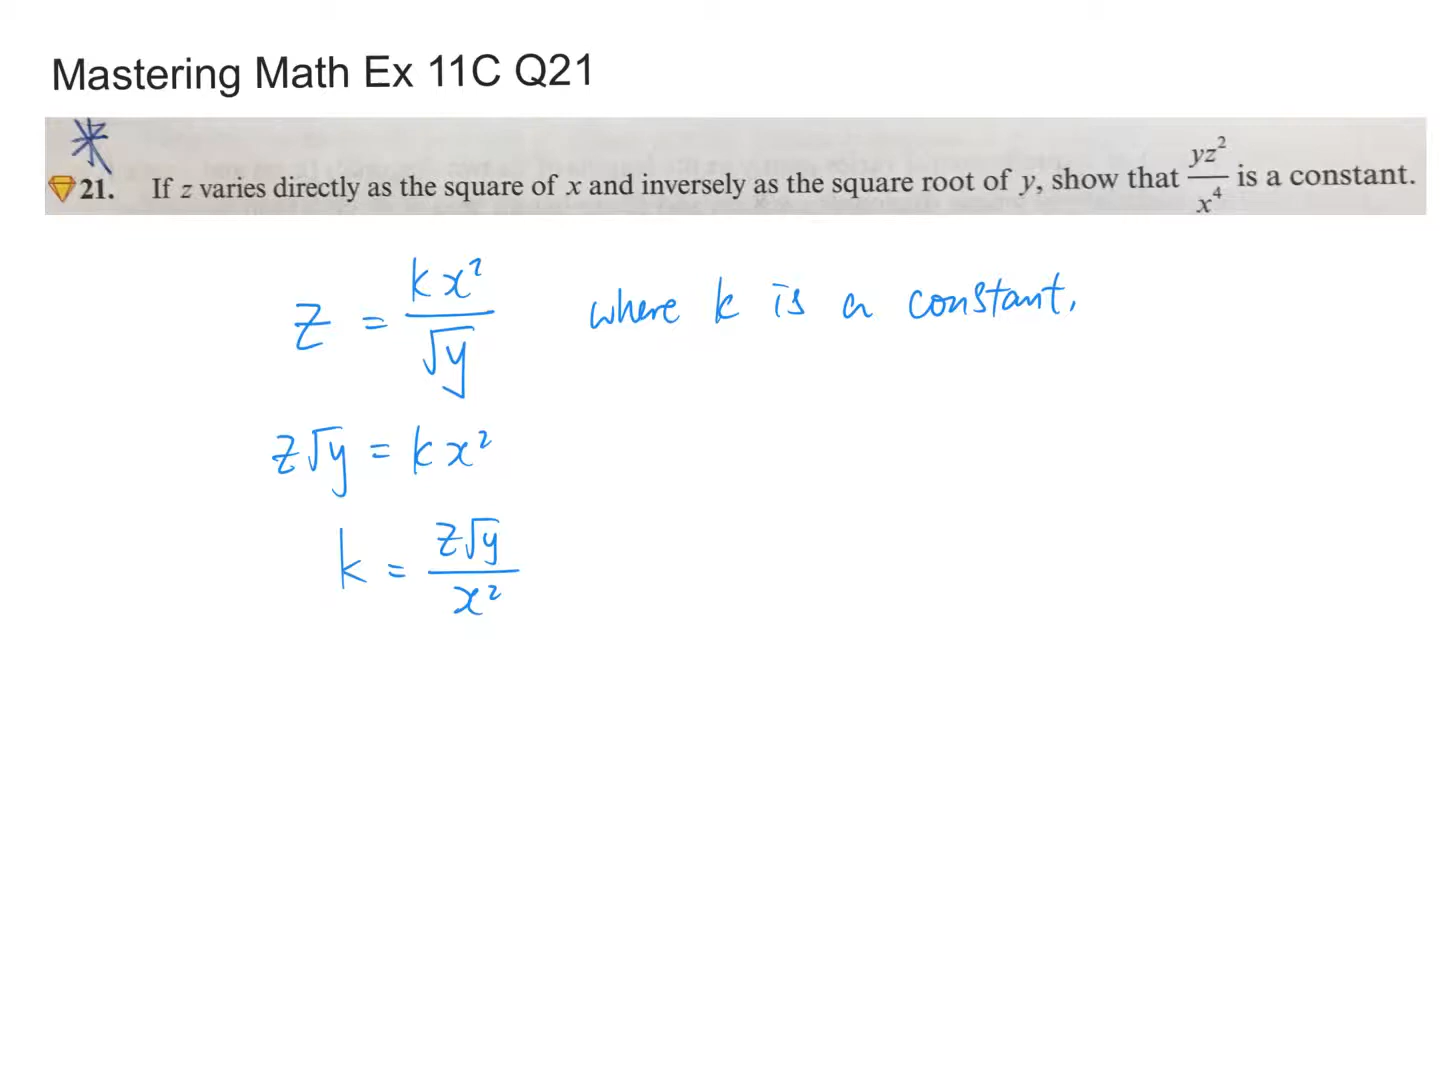 Mastering Math Ex 11C Q21
21. If z varies directly as the square of x and inversely as the square root of y, show that yz²/x⁴ is a constant.
z = kx²/√y where k is a constant.
z√y = kx²
k = z√y/x²